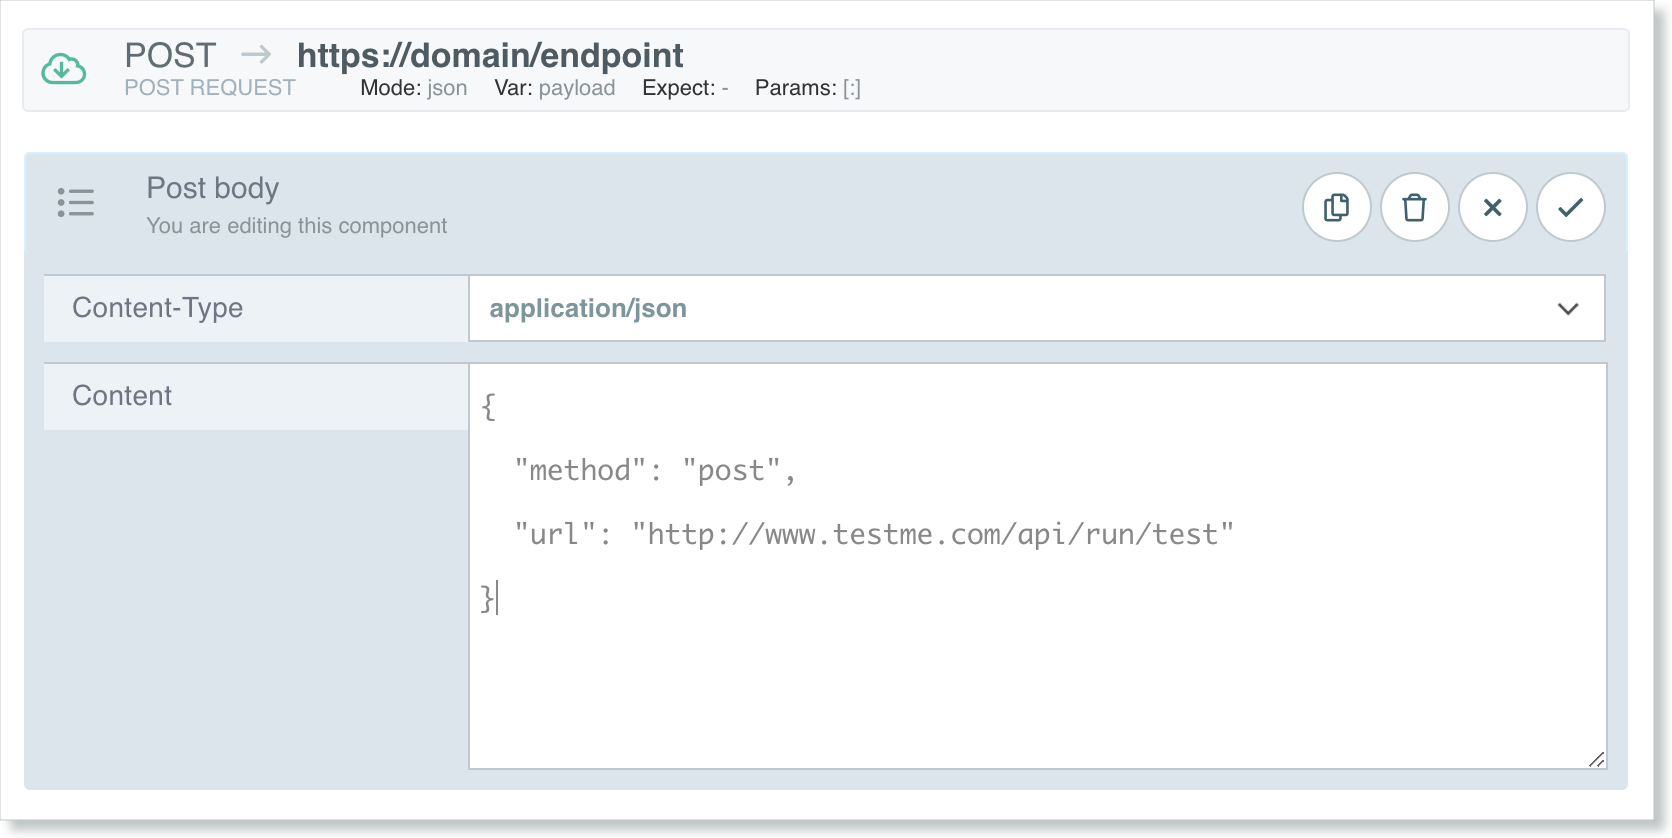 POST → https://domain/endpoint
POST REQUEST Mode: json Var: payload Expect: - Params: [:]
Post body
You are editing this component
Content-Type application/json
Content
{
"method": "post",
"url": "http://www.testme.com/api/run/test"
}